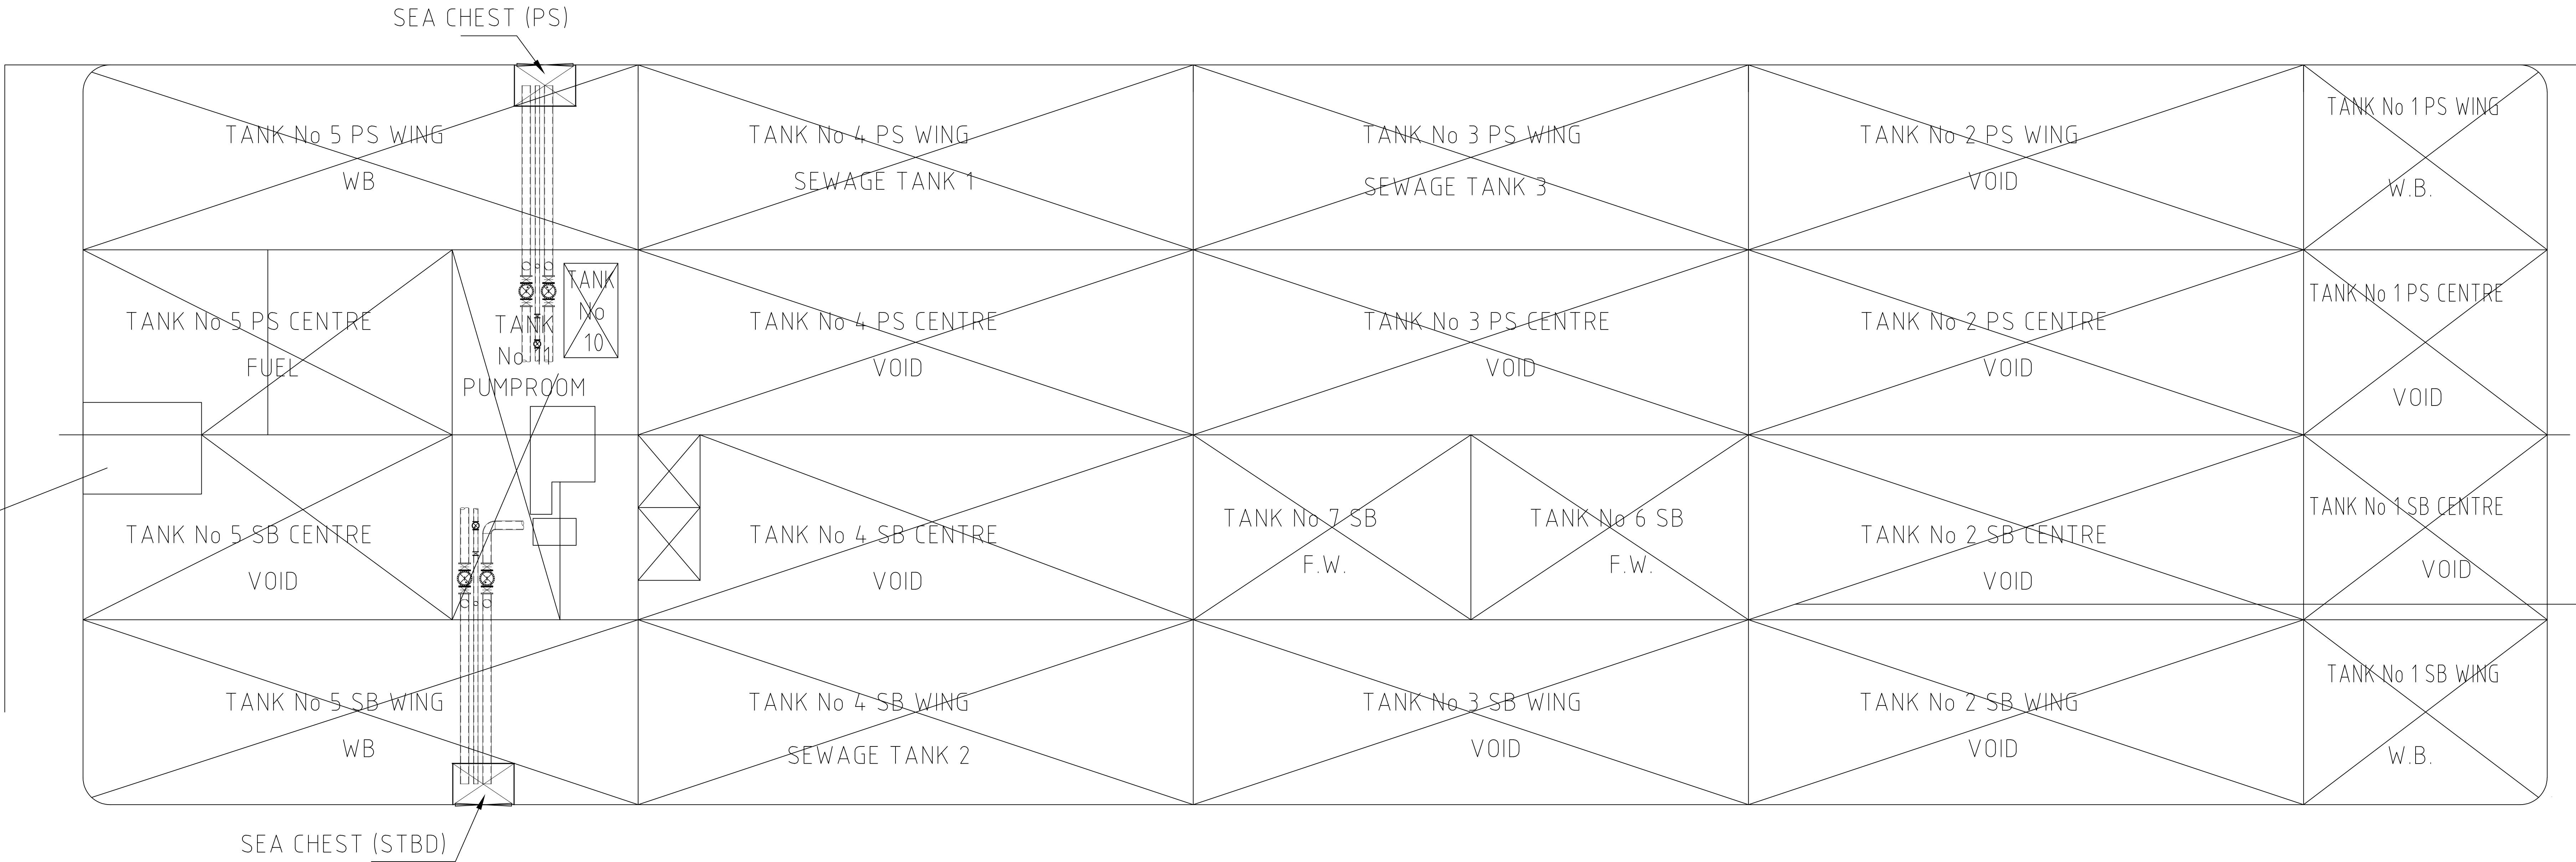 SEA CHEST (PS)
TANK No 5 PS WING
WB
TANK No 4 PS WING
SEWAGE TANK 1
TANK No 3 PS WING
SEWAGE TANK 3
TANK No 2 PS WING
VOID
TANK No 1 PS WING
W.B.
TANK No 5 PS CENTRE
FUEL
TANK
No 11
PUMPROOM
TANK
No
10
TANK No 4 PS CENTRE
VOID
TANK No 3 PS CENTRE
VOID
TANK No 2 PS CENTRE
VOID
TANK No 1 PS CENTRE
VOID
TANK No 5 SB CENTRE
VOID
TANK No 4 SB CENTRE
VOID
TANK No 7 SB
F.W.
TANK No 6 SB
F.W.
TANK No 2 SB CENTRE
VOID
TANK No 1 SB CENTRE
VOID
TANK No 5 SB WING
WB
TANK No 4 SB WING
SEWAGE TANK 2
TANK No 3 SB WING
VOID
TANK No 2 SB WING
VOID
TANK No 1 SB WING
W.B.
SEA CHEST (STBD)